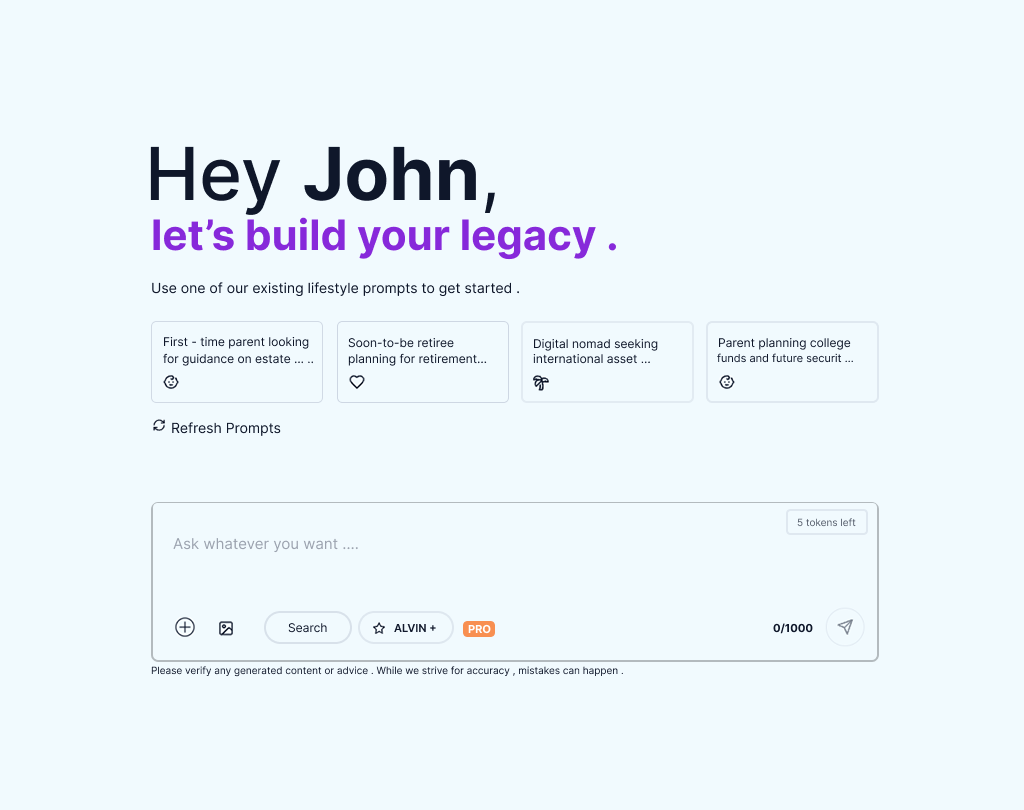 Hey John,
let’s build your legacy .
Use one of our existing lifestyle prompts to get started .
First - time parent looking
for guidance on estate ... ..
Soon-to-be retiree
planning for retirement...
Digital nomad seeking
international asset ...
Parent planning college
funds and future securit ...
Refresh Prompts
5 tokens left
Ask whatever you want ....
Search
ALVIN +
PRO
0/1000
Please verify any generated content or advice . While we strive for accuracy , mistakes can happen .